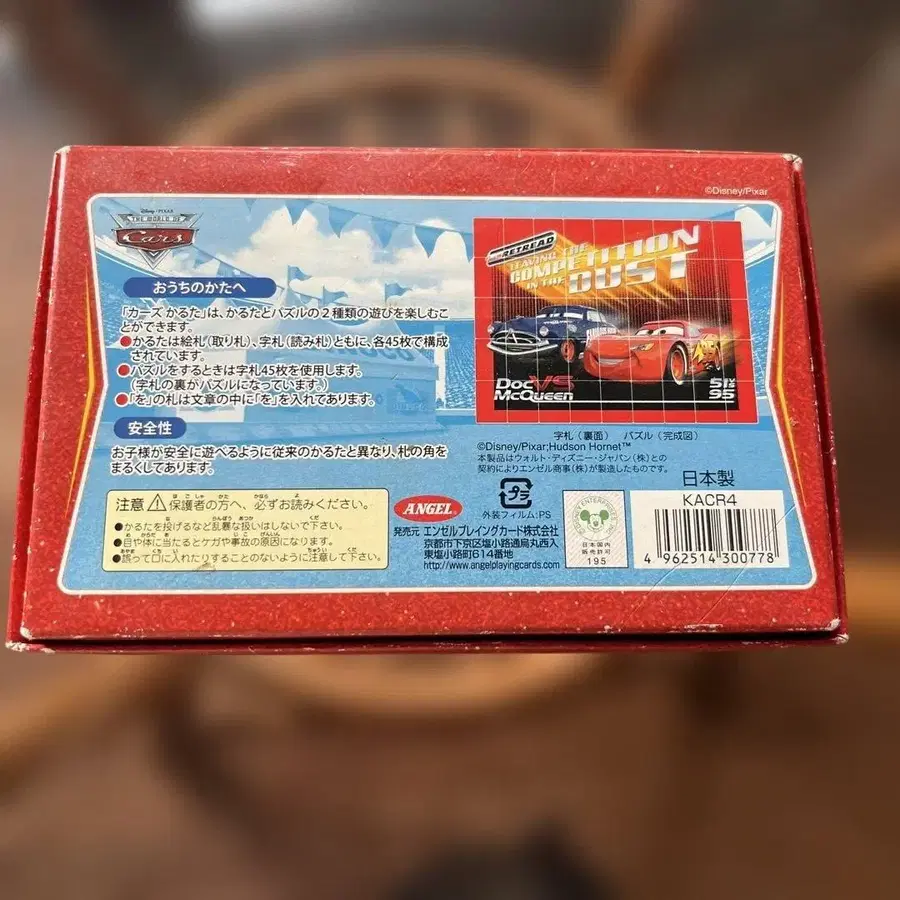 ©Disney/Pixar
DISNEY・PIXAR
THE WORLD OF
Cars
おうちのかたへ
「カーズ かるた」は、かるたとパズルの2種類の遊びを楽しむことができます。
●かるたは絵札(取り札)、字札(読み札)ともに、各45枚で構成されています。
●パズルをするときは字札45枚を使用します。
(字札の裏がパズルになっています。)
●「を」の札は文章の中に「を」を入れてあります。
安全性
お子様が安全に遊べるように従来のかるたと異なり、札の角をまるくしてあります。
注意 保護者の方へ、必ずお読みください。
●かるたを投げるなど乱暴な扱いはしないで下さい。
●目や体に当たるとケガや事故の原因になります。
●誤って口に入れたりすることのないように注意して下さい。
RETREAD
LEAVING THE
COMPETITION
IN THE
DUST
Doc VS
McQueen
51 VS
95
字札(裏面) パズル(完成図)
©Disney/Pixar;Hudson Hornet™
本製品はウォルト・ディズニー・ジャパン(株)との
契約によりエンゼル商事(株)が製造したものです。
ANGEL
プラ
外装フィルム:PS
発売元 エンゼルプレイングカード株式会社
京都市下京区塩小路通烏丸西入
東塩小路町614番地
http://www.angelplayingcards.com
日本国内
販売許可
195
日本製
KACR4
4 962514 300778